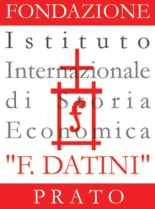 FONDAZIONE
Istituto
Internazionale
di Storia
Economica
"F. DATINI"
PRATO